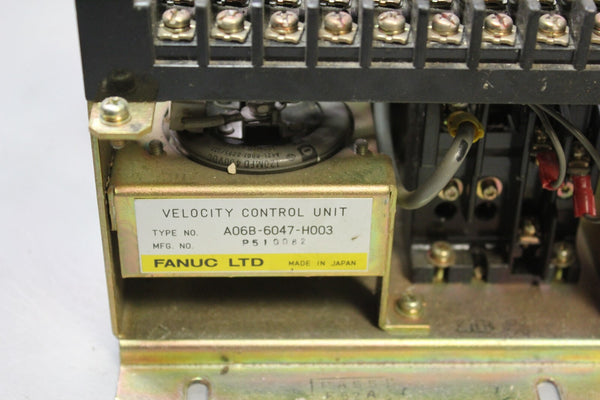 VELOCITY CONTROL UNIT
TYPE NO. A06B-6047-H003
MFG. NO. P510082
FANUC LTD MADE IN JAPAN